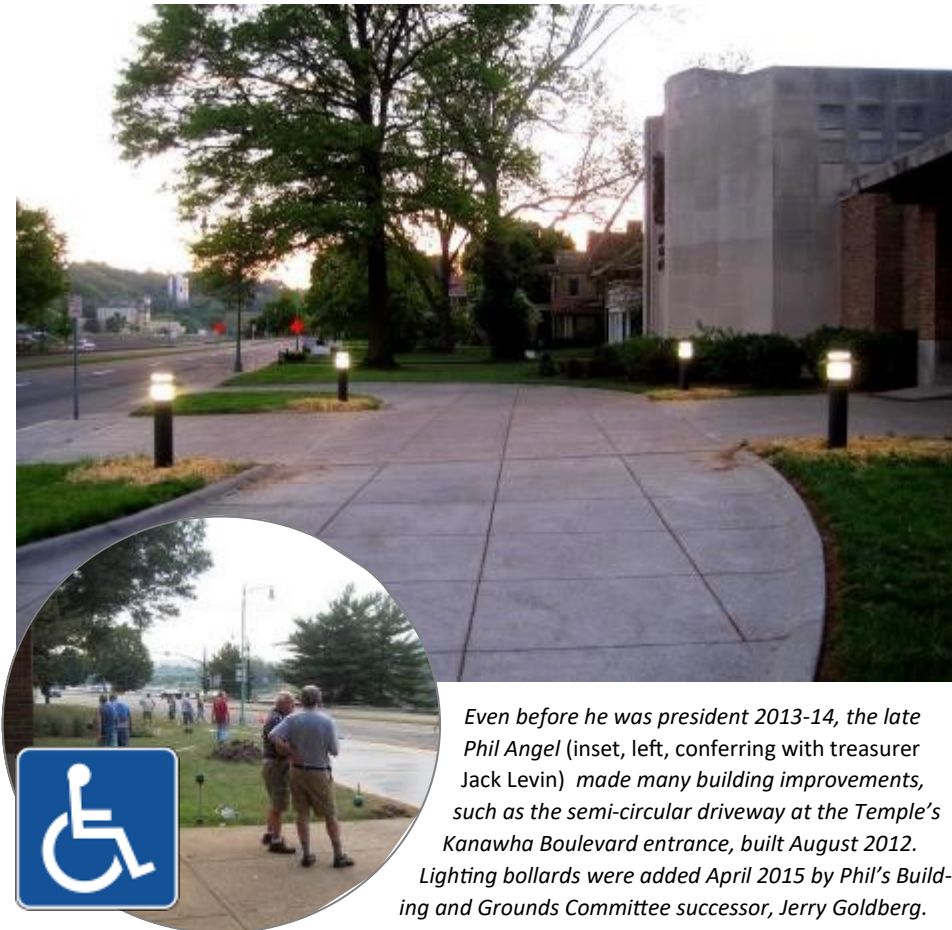 Even before he was president 2013-14, the late
Phil Angel (inset, left, conferring with treasurer
Jack Levin) made many building improvements,
such as the semi-circular driveway at the Temple’s
Kanawha Boulevard entrance, built August 2012.
Lighting bollards were added April 2015 by Phil’s Build-
ing and Grounds Committee successor, Jerry Goldberg.